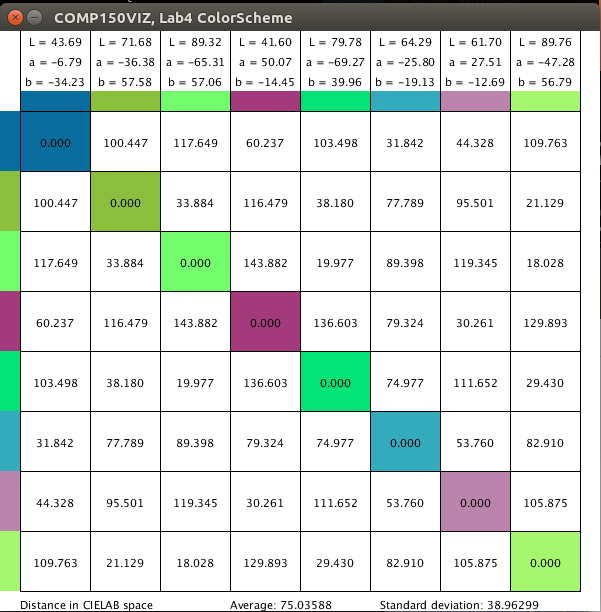 COMP150VIZ, Lab4 ColorScheme
L = 43.69 L = 71.68 L = 89.32 L = 41.60 L = 79.78 L = 64.29 L = 61.70 L = 89.76
a = -6.79 a = -36.38 a = -65.31 a = 50.07 a = -69.27 a = -25.80 a = 27.51 a = -47.28
b = -34.23 b = 57.58 b = 57.06 b = -14.45 b = 39.96 b = -19.13 b = -12.69 b = 56.79
0.000 100.447 117.649 60.237 103.498 31.842 44.328 109.763
100.447 0.000 33.884 116.479 38.180 77.789 95.501 21.129
117.649 33.884 0.000 143.882 19.977 89.398 119.345 18.028
60.237 116.479 143.882 0.000 136.603 79.324 30.261 129.893
103.498 38.180 19.977 136.603 0.000 74.977 111.652 29.430
31.842 77.789 89.398 79.324 74.977 0.000 53.760 82.910
44.328 95.501 119.345 30.261 111.652 53.760 0.000 105.875
109.763 21.129 18.028 129.893 29.430 82.910 105.875 0.000
Distance in CIELAB space Average: 75.03588 Standard deviation: 38.96299